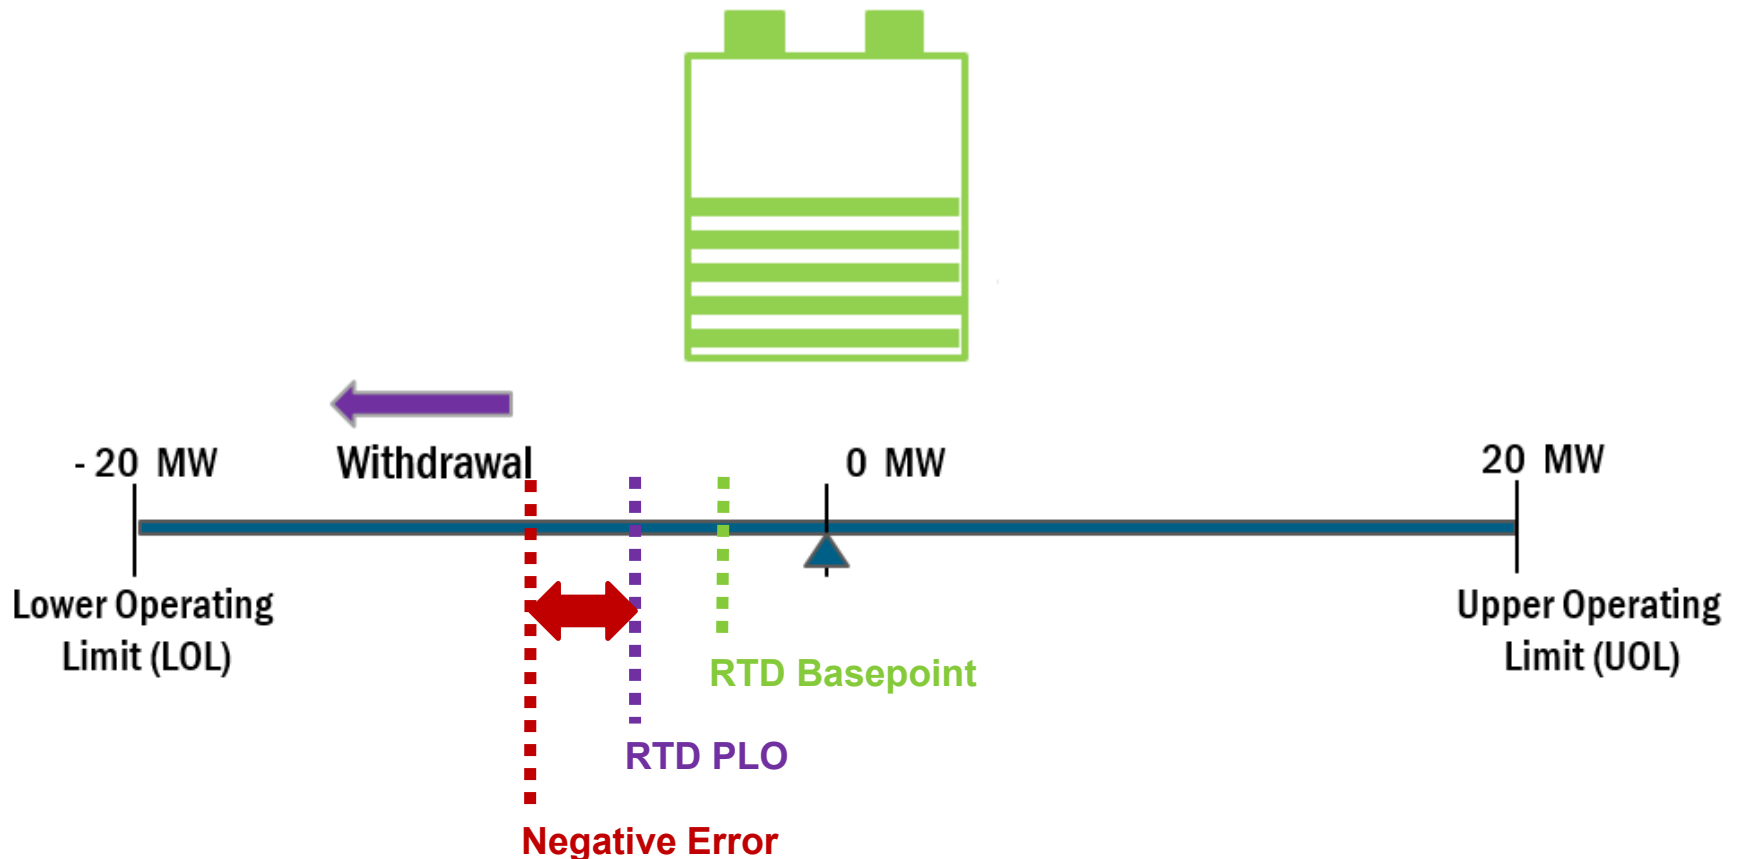 - 20 MW
Withdrawal
0 MW
20 MW
Lower Operating
Limit (LOL)
Upper Operating
Limit (UOL)
RTD Basepoint
RTD PLO
Negative Error